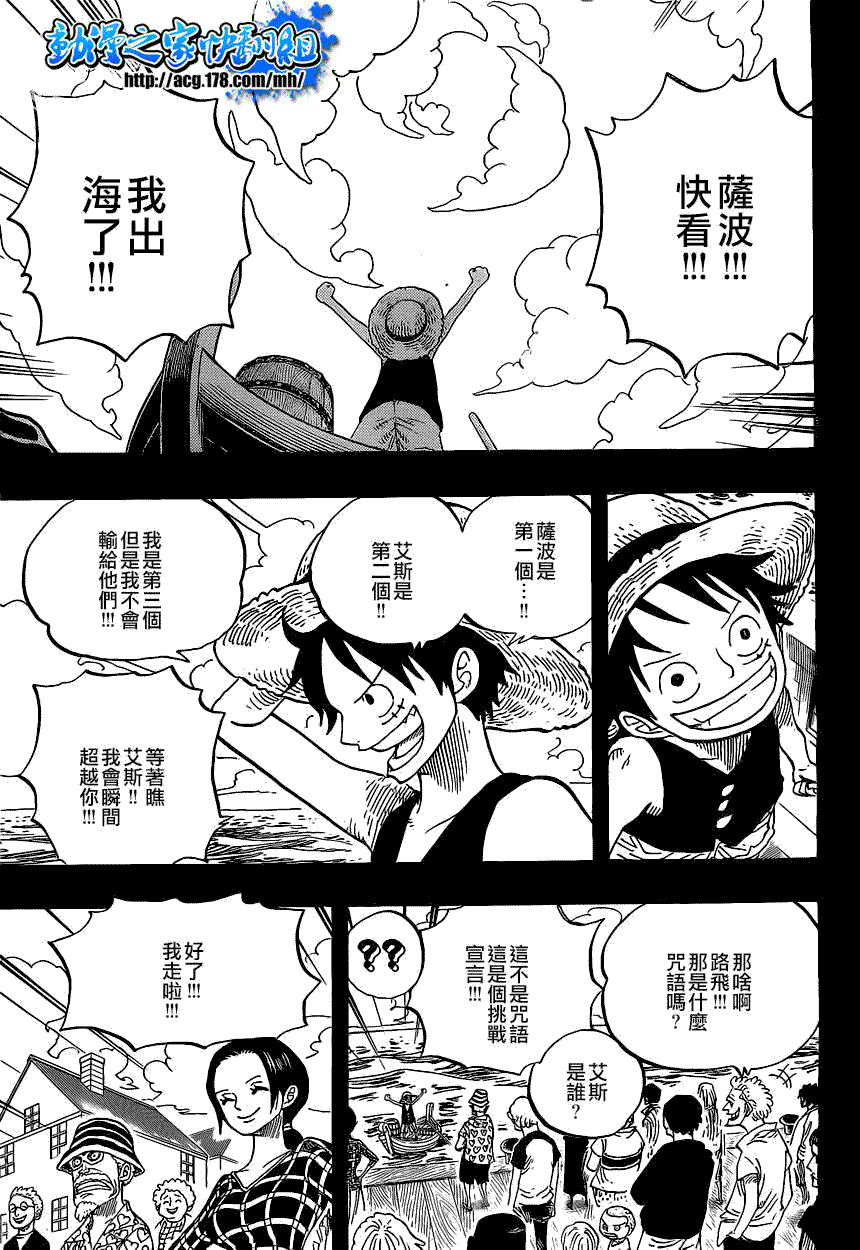 動漫之家快翻組
http://acg.178.com/mh/
薩波!!!
快看!!!
我出
海了!!!
薩波是
第一個…!!
艾斯是
第二個!!
我是第三個
但是我不會
輸給他們!!!
等著瞧
艾斯!!
我會瞬間
超越你!!!
那啥啊
路飛!!!
那是什麼
咒語嗎?
這不是咒語
這是個挑戰
宣言!!!
艾斯
是誰?
??
好了!!!
我走啦!!!